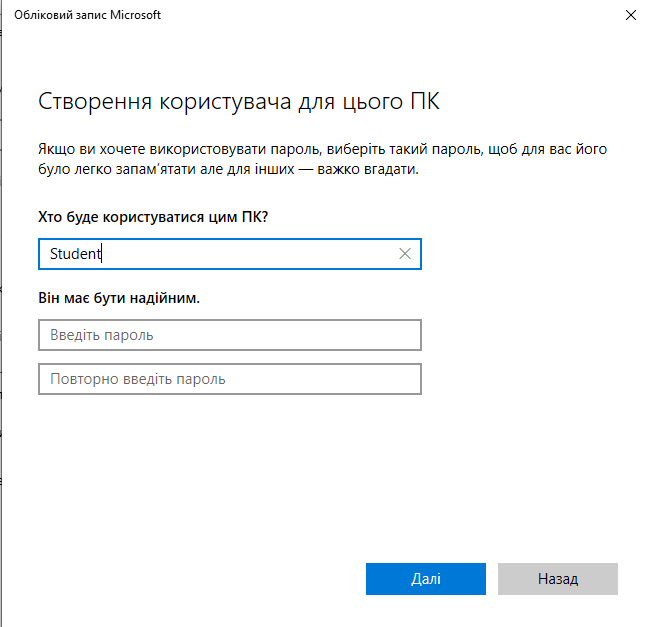 Обліковий запис Microsoft
Створення користувача для цього ПК
Якщо ви хочете використовувати пароль, виберіть такий пароль, щоб для вас його
було легко запам'ятати але для інших — важко вгадати.
Хто буде користуватися цим ПК?
Student
Він має бути надійним.
Введіть пароль
Повторно введіть пароль
Далі
Назад